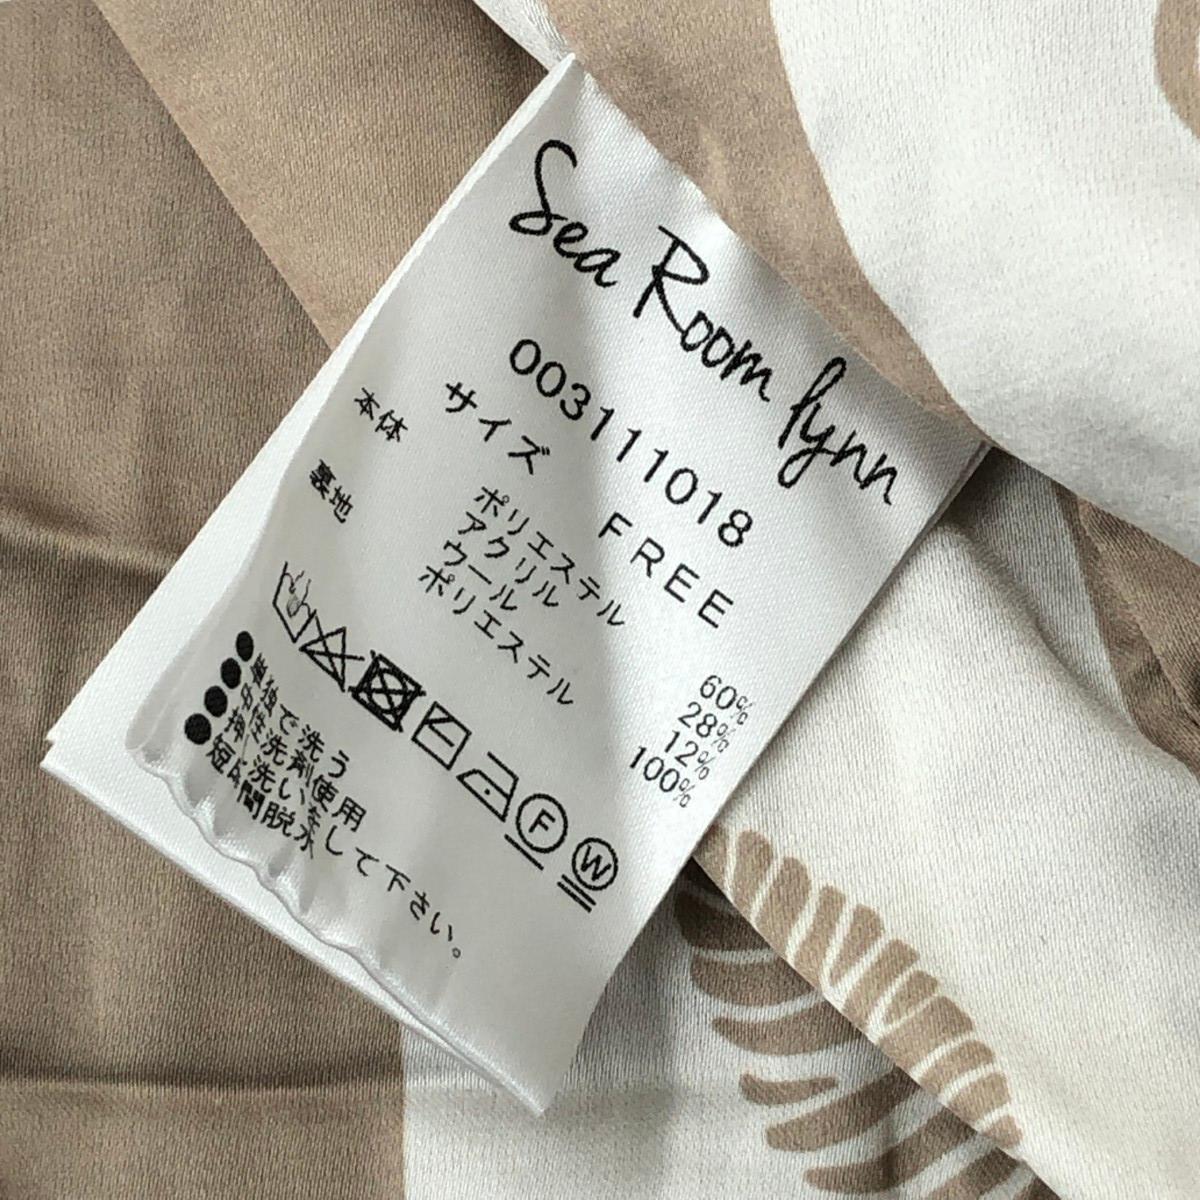 Sea Room lynn
003111018
サイズ FREE
本体 ポリエステル 60%
アクリル 28%
ウール 12%
裏地 ポリエステル 100%
F W
●単独で洗う
●中性洗剤使用
●押し洗い
●短時間脱水して下さい。